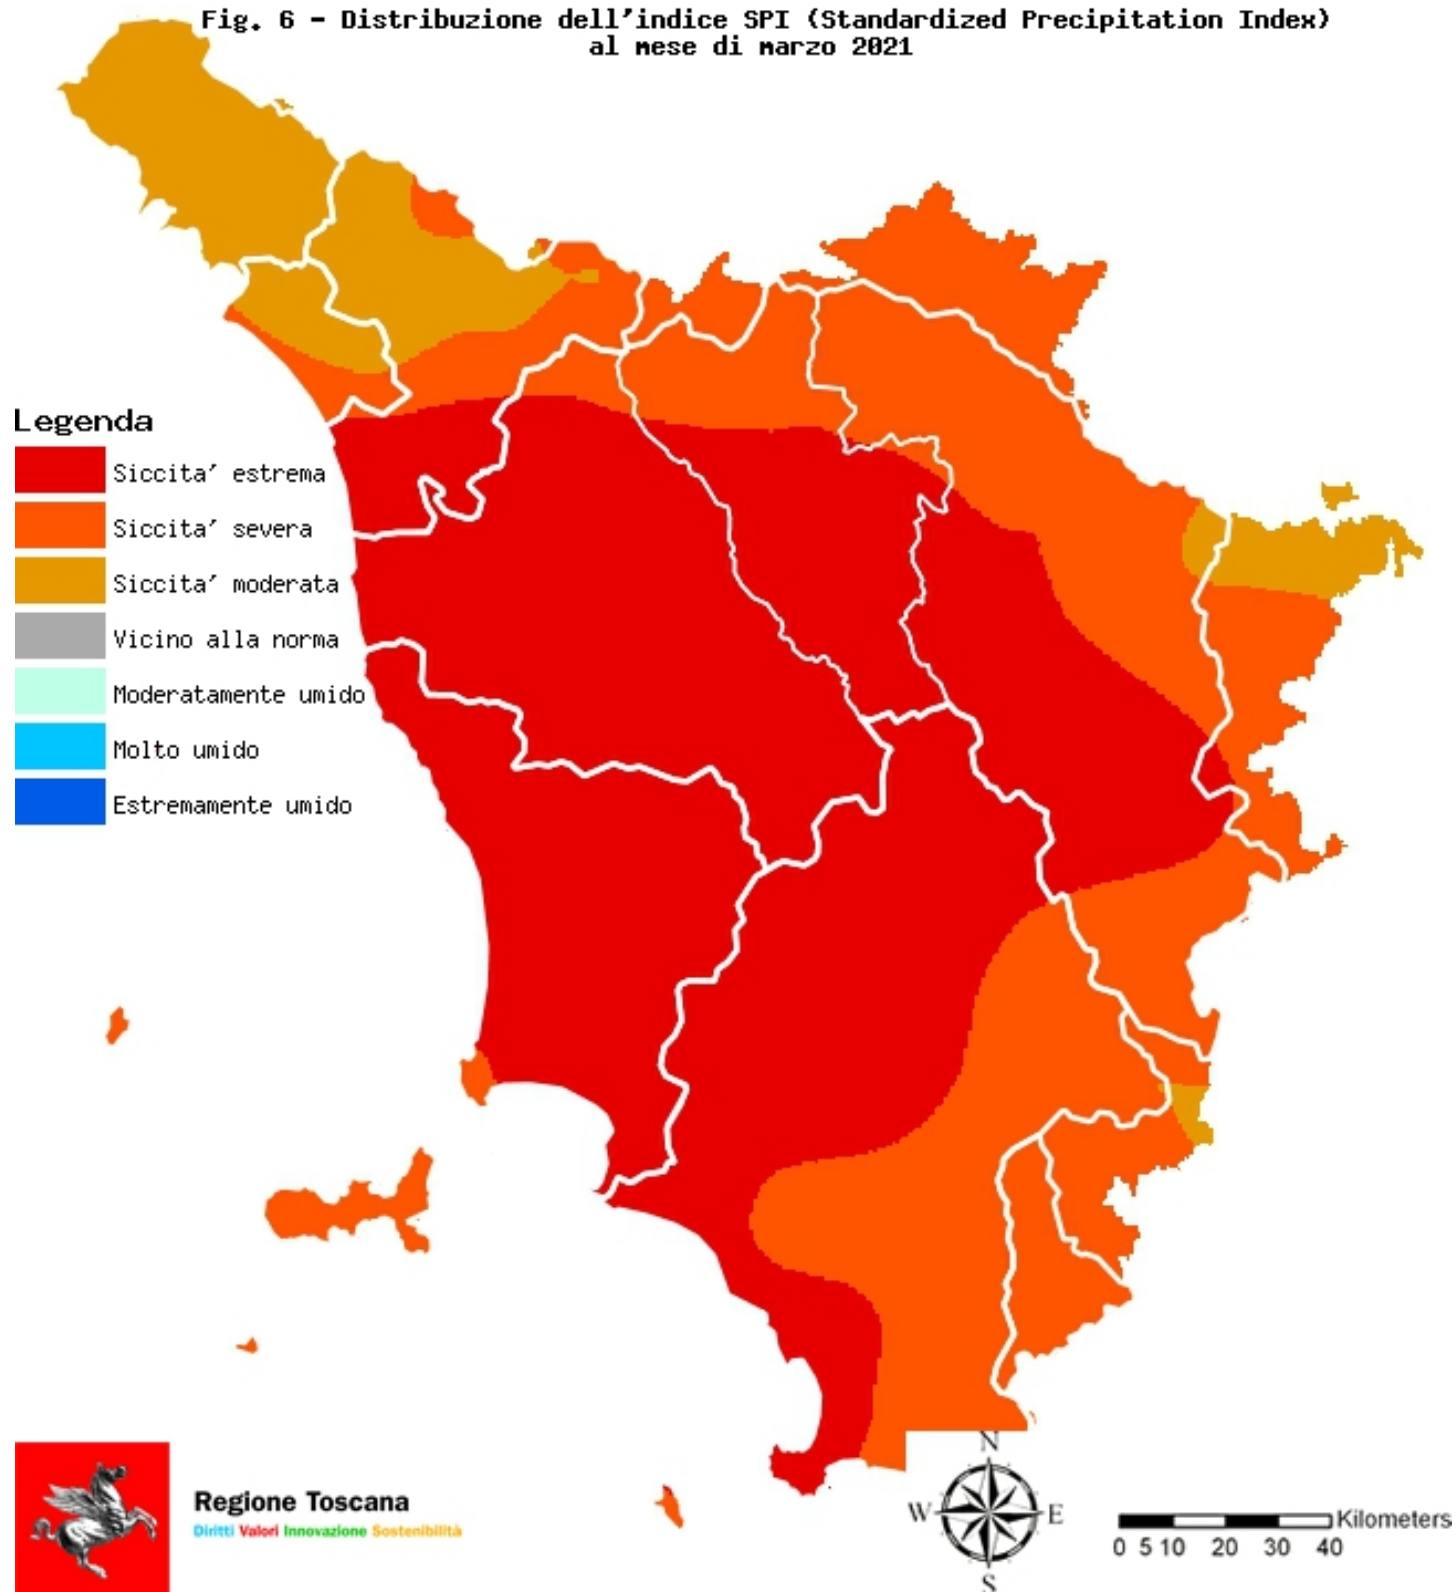 Fig. 6 - Distribuzione dell'indice SPI (Standardized Precipitation Index)
al mese di marzo 2021
Legenda
Siccita' estrema
Siccita' severa
Siccita' moderata
Vicino alla norma
Moderatamente umido
Molto umido
Estremamente umido
Regione Toscana
Diritti Valori Innovazione Sostenibilità
N
W E
S
Kilometers
0 5 10 20 30 40